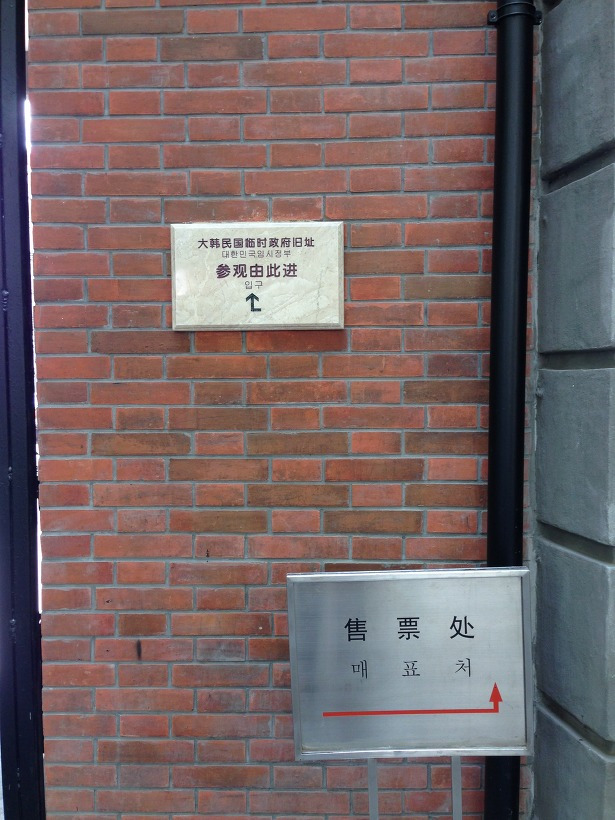 大韩民国临时政府旧址
대한민국임시정부
参观由此进
입구
售票处
매표처